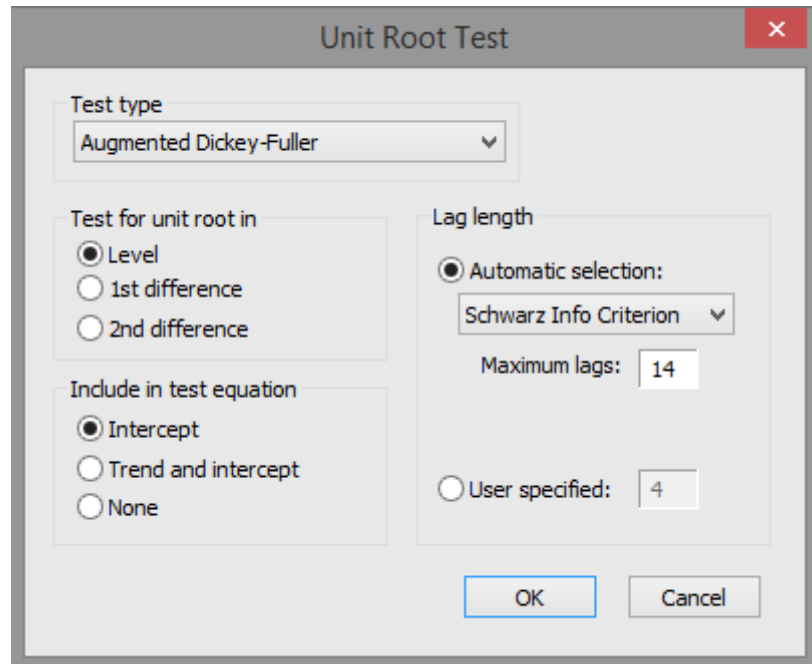 Unit Root Test
Test type
Augmented Dickey-Fuller
Test for unit root in
Level
1st difference
2nd difference
Include in test equation
Intercept
Trend and intercept
None
Lag length
Automatic selection:
Schwarz Info Criterion
Maximum lags: 14
User specified: 4
OK Cancel